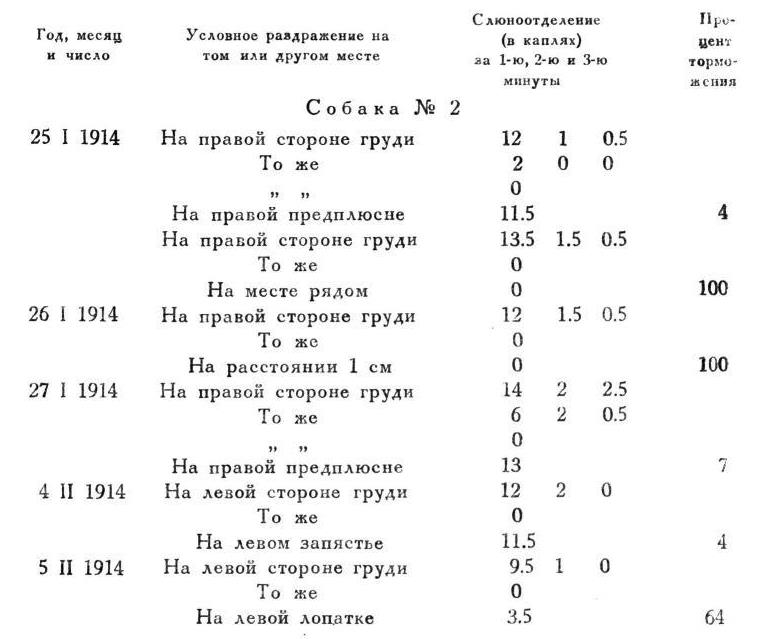 Год, месяц и число
Условное раздражение на том или другом месте
Слюноотделение (в каплях) за 1-ю, 2-ю и 3-ю минуты
Про-цент тормо-жения
Собака № 2
25 I 1914 На правой стороне груди 12 1 0.5
То же 2 0 0
„ „ 0
На правой предплюсне 11.5 4
На правой стороне груди 13.5 1.5 0.5
То же 0
На месте рядом 0 100
26 I 1914 На правой стороне груди 12 1.5 0.5
То же 0
На расстоянии 1 см 0 100
27 I 1914 На правой стороне груди 14 2 2.5
То же 6 2 0.5
„ „ 0
На правой предплюсне 13 7
4 II 1914 На левой стороне груди 12 2 0
То же 0
На левом запястье 11.5 4
5 II 1914 На левой стороне груди 9.5 1 0
То же 0
На левой лопатке 3.5 64